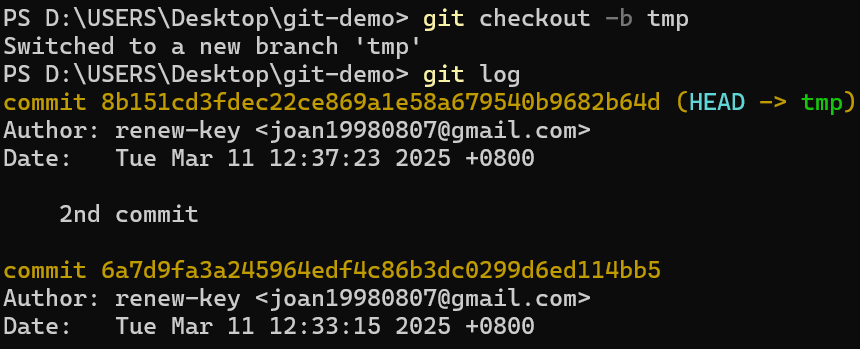 PS D:\USERS\Desktop\git-demo> git checkout -b tmp
Switched to a new branch 'tmp'
PS D:\USERS\Desktop\git-demo> git log
commit 8b151cd3fdec22ce869a1e58a679540b9682b64d (HEAD -> tmp)
Author: renew-key <joan19980807@gmail.com>
Date:   Tue Mar 11 12:37:23 2025 +0800

    2nd commit

commit 6a7d9fa3a245964edf4c86b3dc0299d6ed114bb5
Author: renew-key <joan19980807@gmail.com>
Date:   Tue Mar 11 12:33:15 2025 +0800